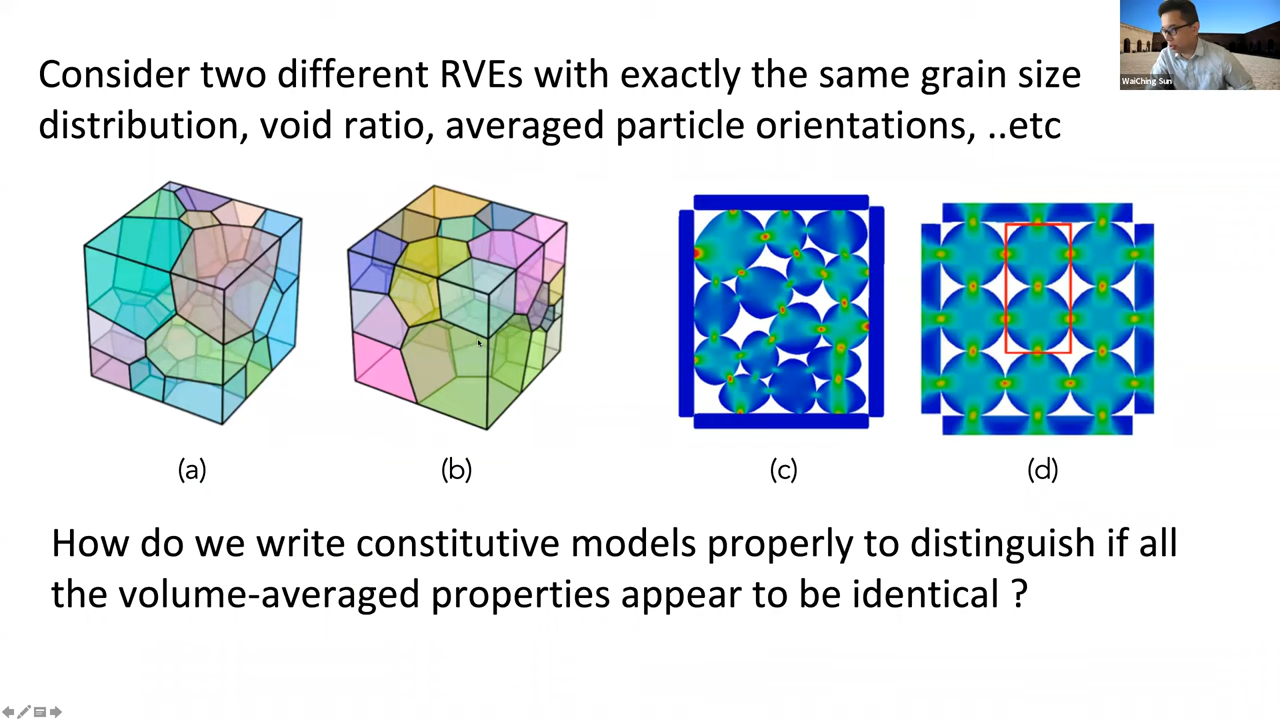 Consider two different RVEs with exactly the same grain size
distribution, void ratio, averaged particle orientations, ..etc
WaiChing Sun
(a)
(b)
(c)
(d)
How do we write constitutive models properly to distinguish if all
the volume-averaged properties appear to be identical ?